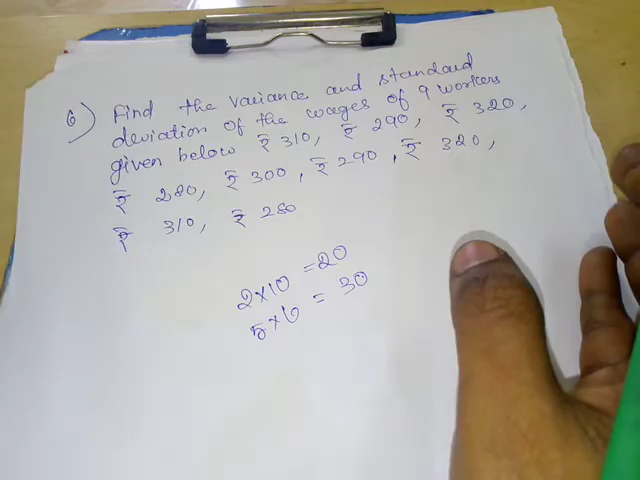 6) Find the variance and standard
deviation of the wages of 9 workers
given below ₹ 310, ₹ 290, ₹ 320,
₹ 280, ₹ 300, ₹ 290, ₹ 320,
₹ 310, ₹ 280
2×10 = 20
5×6 = 30